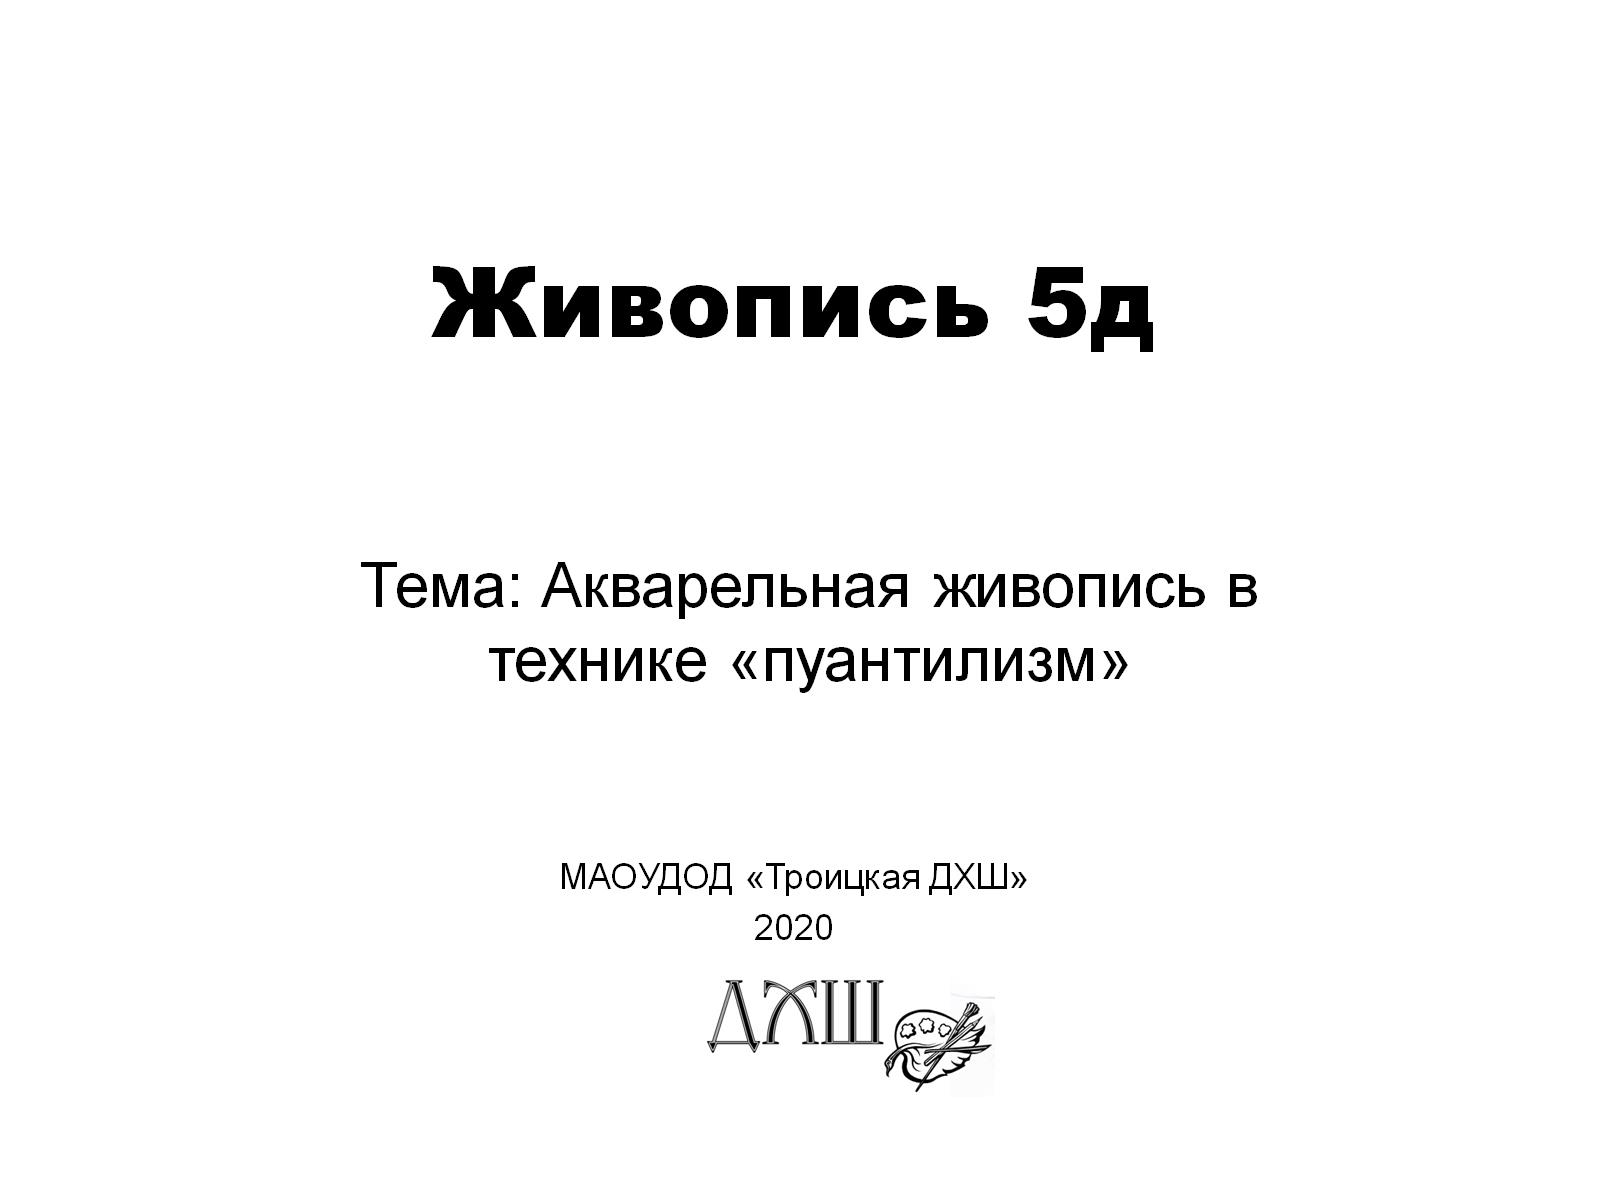 Живопись 5д
Тема: Акварельная живопись в
технике «пуантилизм»
МАОУДОД «Троицкая ДХШ»
2020
ДХШ